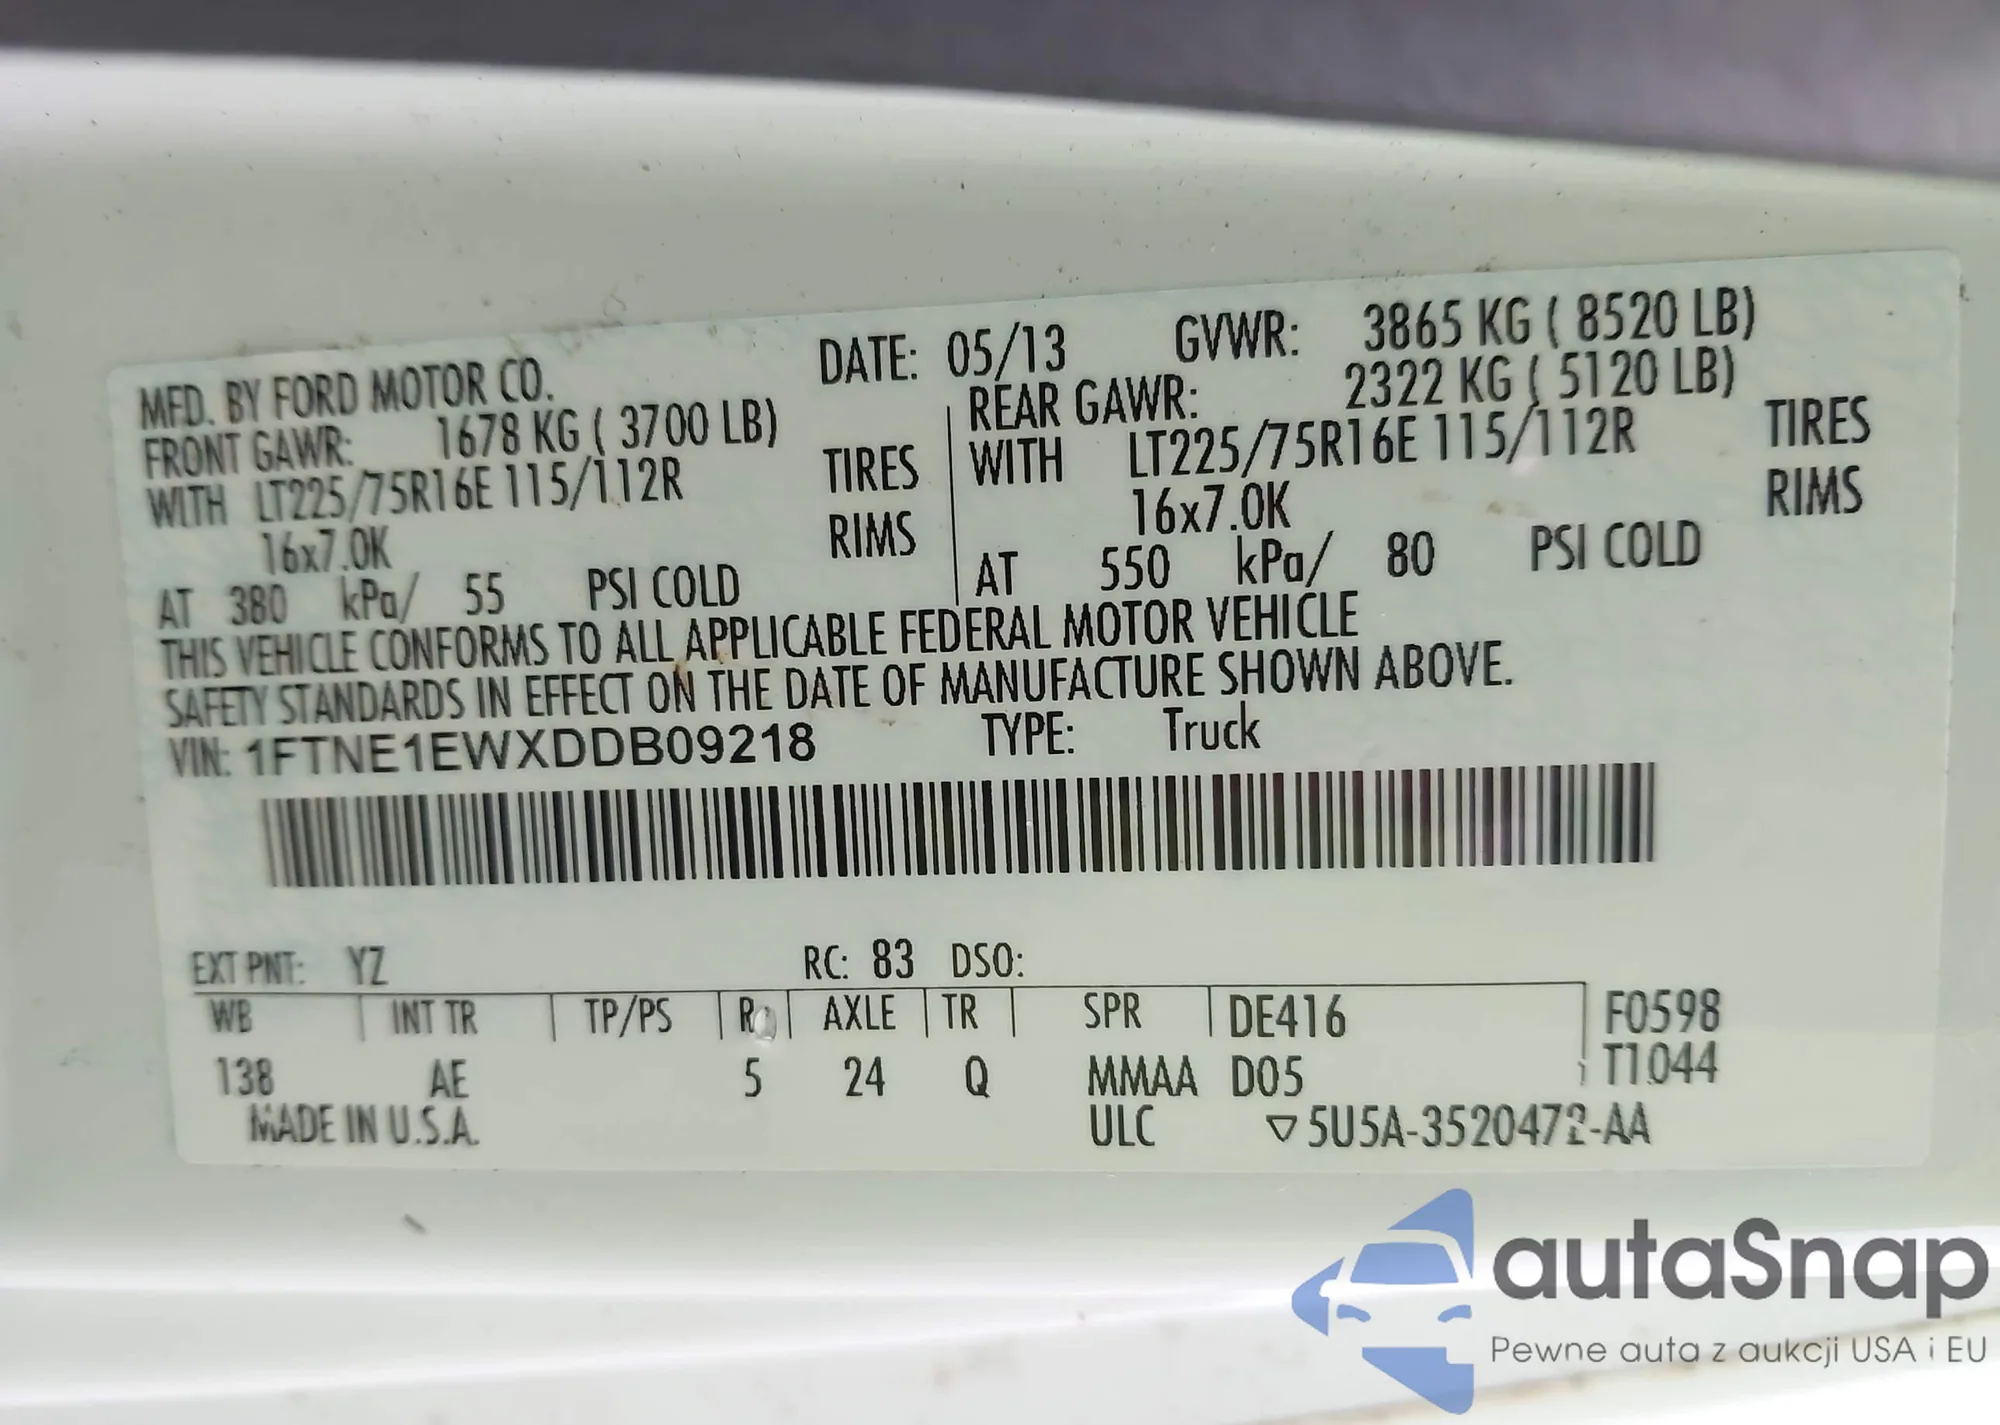 MFD. BY FORD MOTOR CO. DATE: 05/13 GVWR: 3865 KG ( 8520 LB)
FRONT GAWR: 1678 KG ( 3700 LB) REAR GAWR: 2322 KG ( 5120 LB)
WITH LT225/75R16E 115/112R TIRES WITH LT225/75R16E 115/112R TIRES
16x7.0K RIMS 16x7.0K RIMS
AT 380 kPa/ 55 PSI COLD AT 550 kPa/ 80 PSI COLD
THIS VEHICLE CONFORMS TO ALL APPLICABLE FEDERAL MOTOR VEHICLE
SAFETY STANDARDS IN EFFECT ON THE DATE OF MANUFACTURE SHOWN ABOVE.
VIN: 1FTNE1EWXDDB09218 TYPE: Truck
EXT PNT: YZ RC: 83 DSO:
WB INT TR TP/PS R AXLE TR SPR DE416 F0598
138 AE 5 24 Q MMAA D05 T1044
MADE IN U.S.A. ULC ▽5U5A-3520472-AA
autaSnap
Pewne auta z aukcji USA i EU